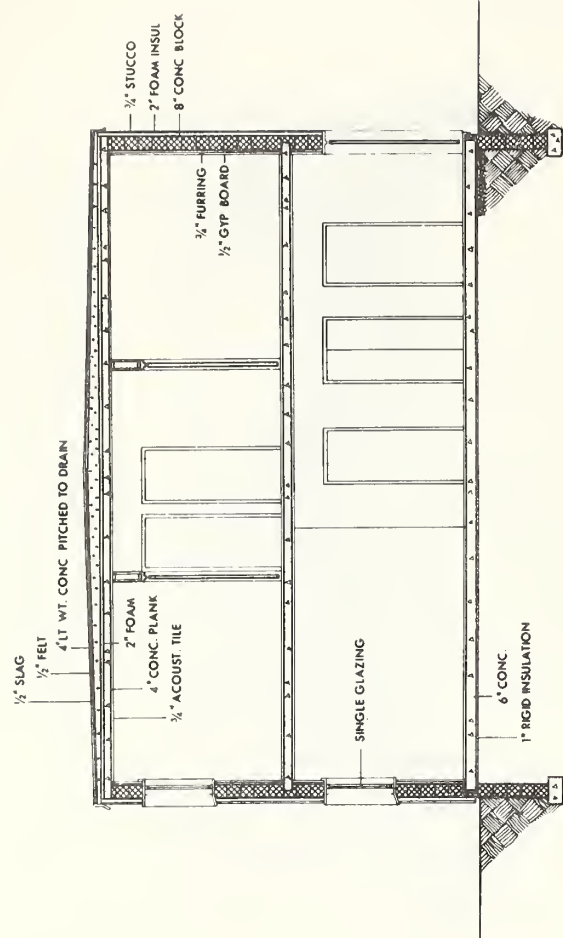 ½" SLAG
½" FELT
4" LT WT. CONC PITCHED TO DRAIN
2" FOAM
4" CONC. PLANK
¾" ACOUST. TILE
¾" STUCCO
2" FOAM INSUL
8" CONC BLOCK
¾" FURRING
½" GYP BOARD
SINGLE GLAZING
6" CONC.
1" RIGID INSULATION